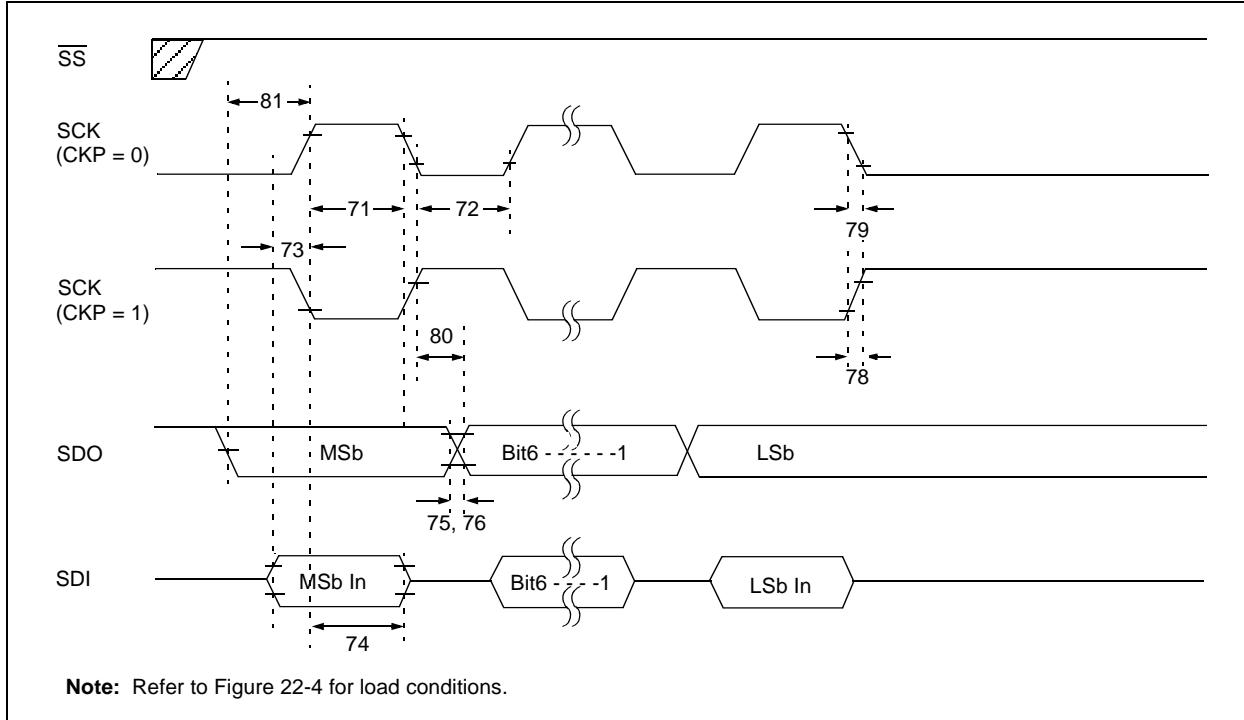 SS
81
SCK
(CKP = 0)
71
72
79
73
SCK
(CKP = 1)
80
78
SDO
MSb
Bit6 - - - - - -1
LSb
75, 76
SDI
MSb In
Bit6 - - - - -1
LSb In
74
Note: Refer to Figure 22-4 for load conditions.